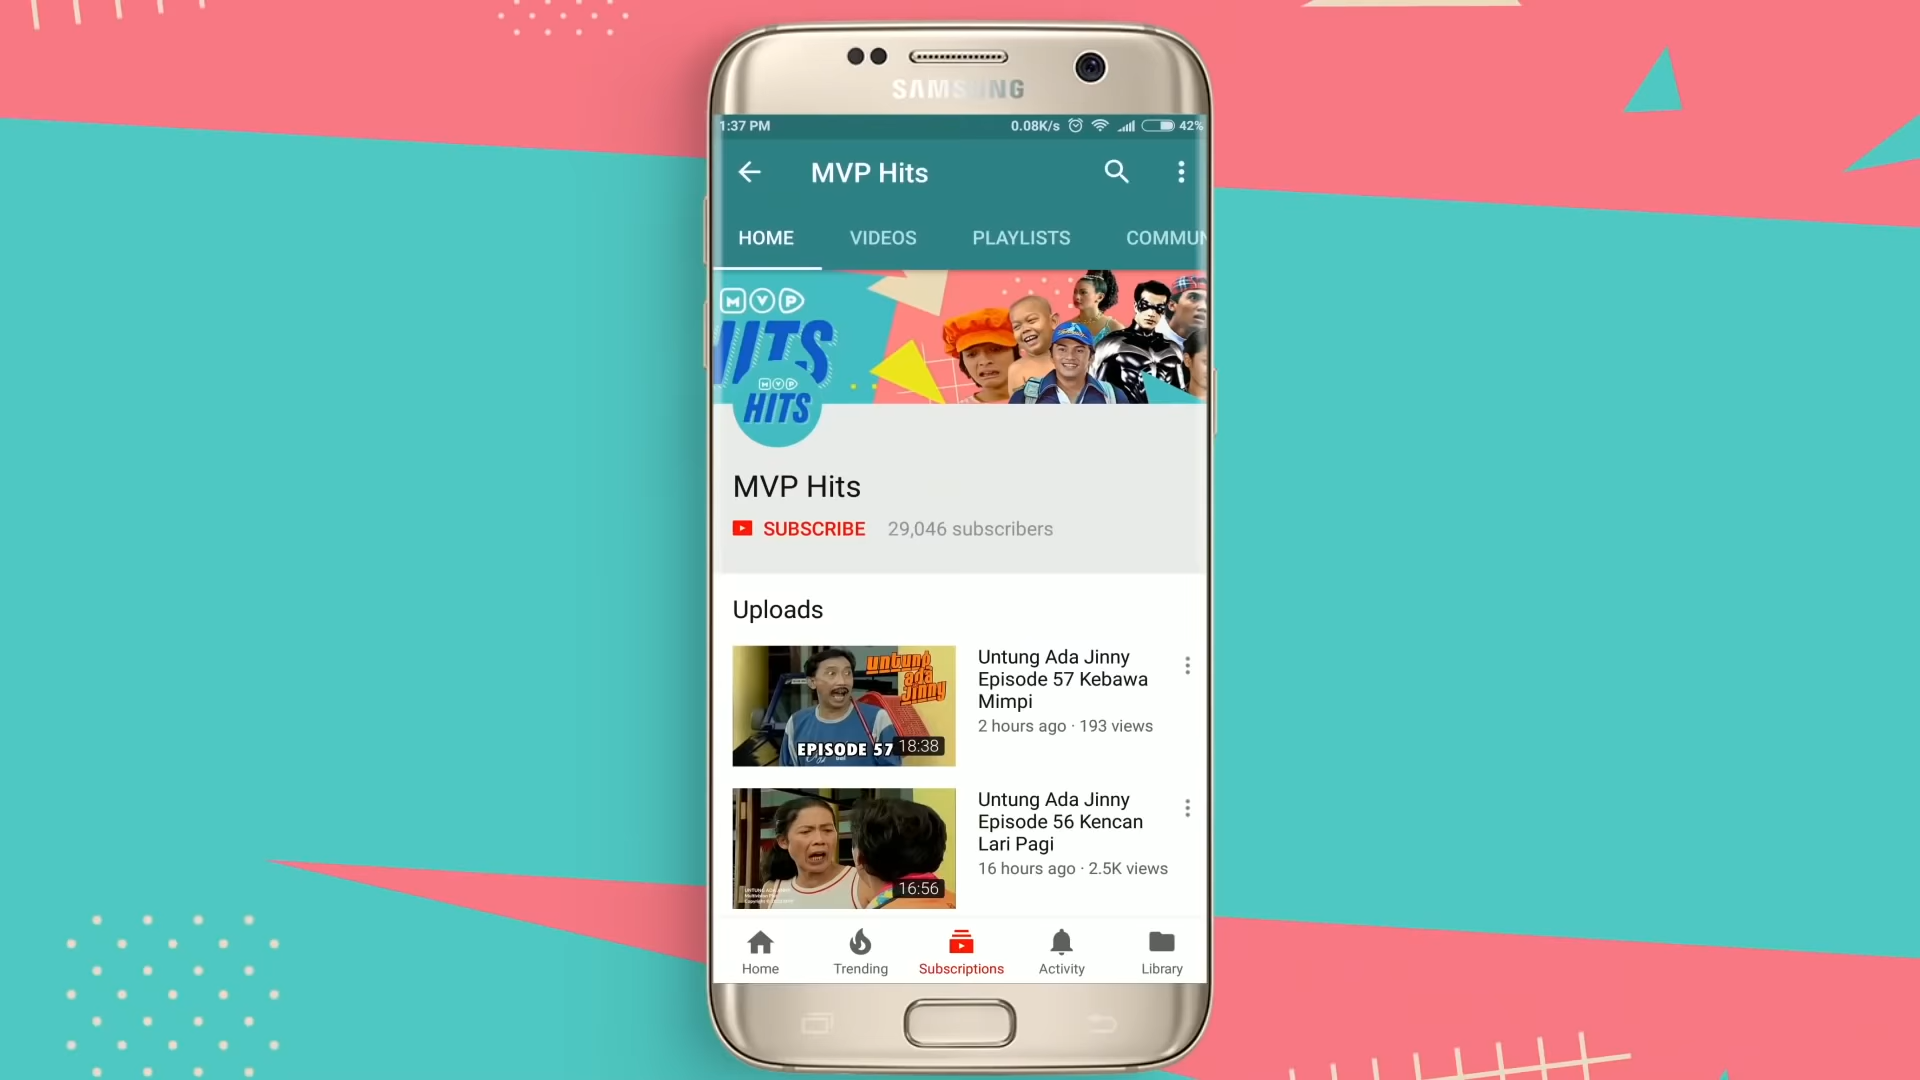 SAMSUNG
1:37 PM
0.08K/s
42%
MVP Hits
HOME
VIDEOS
PLAYLISTS
COMMUN
MVP
HITS
MVP
HITS
MVP Hits
SUBSCRIBE
29,046 subscribers
Uploads
untung
ada
jinny
EPISODE 57
18:38
Untung Ada Jinny
Episode 57 Kebawa
Mimpi
2 hours ago · 193 views
16:56
Untung Ada Jinny
Episode 56 Kencan
Lari Pagi
16 hours ago · 2.5K views
Home
Trending
Subscriptions
Activity
Library